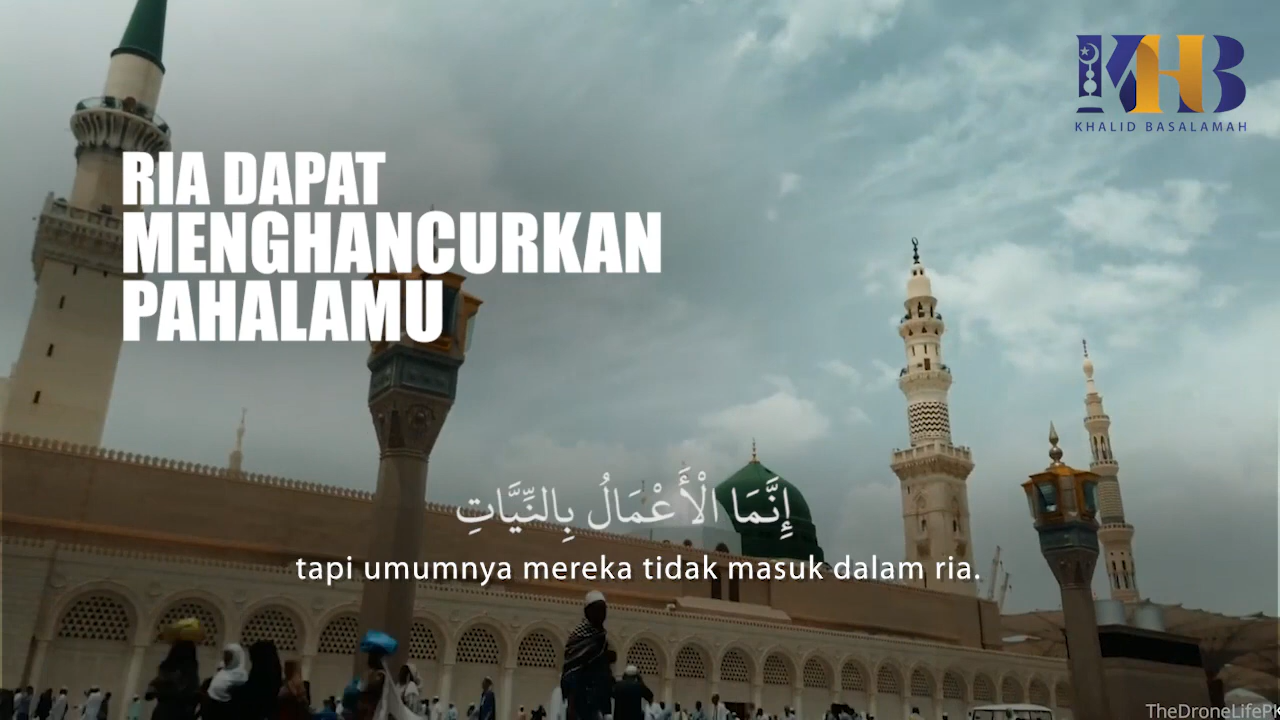 KHB
KHALID BASALAMAH
RIA DAPAT
MENGHANCURKAN
PAHALAMU
إِنَّمَا الْأَعْمَالُ بِالنِّيَّاتِ
tapi umumnya mereka tidak masuk dalam ria.
TheDroneLifePK